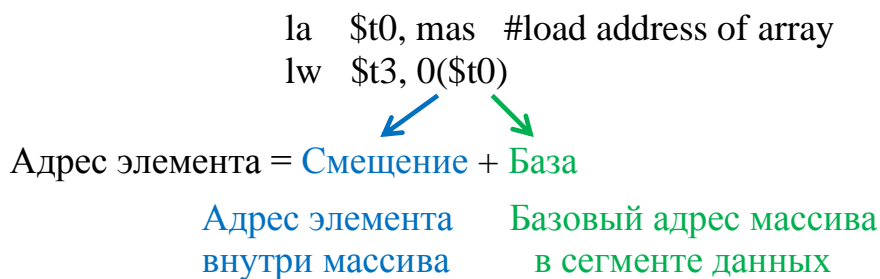 la $t0, mas #load address of array
lw $t3, 0($t0)
Адрес элемента = Смещение + База
Адрес элемента Базовый адрес массива
внутри массива в сегменте данных